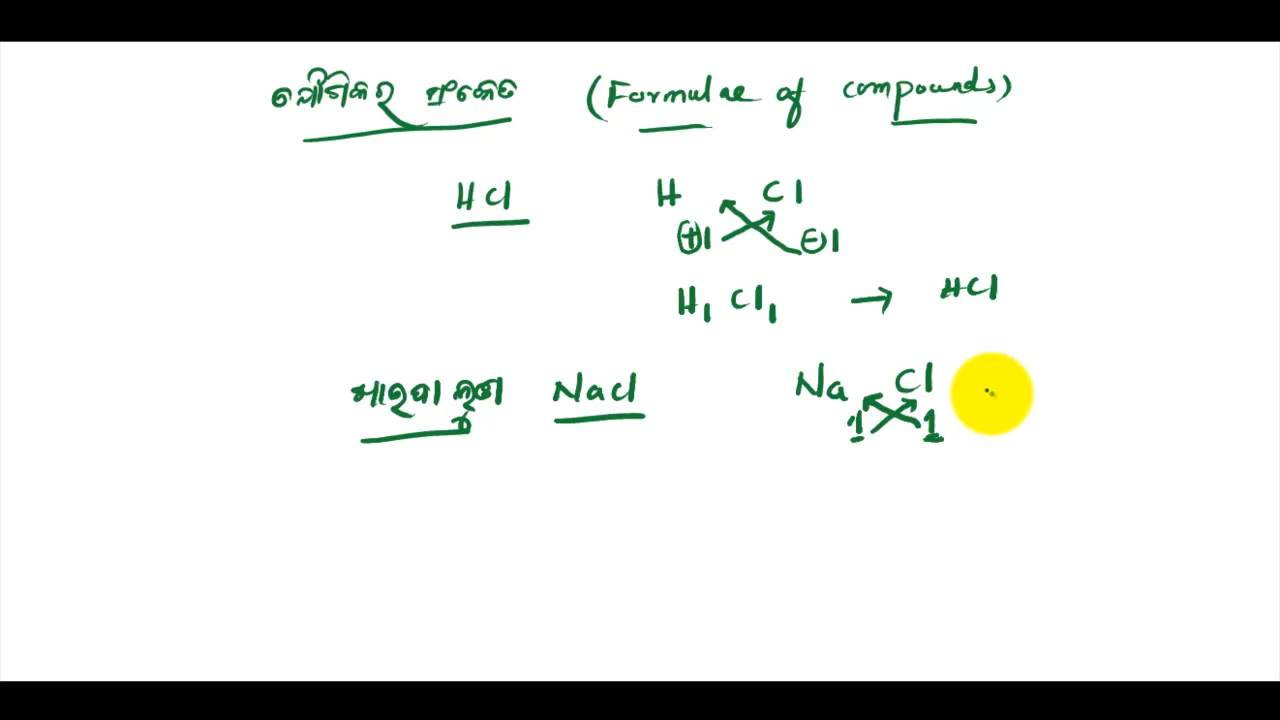 ଯୌଗିକର ସଂକେତ (Formulae of compounds)
HCl H Cl
⊕1 ⊖1
H₁ Cl₁ → HCl
ଖାଇବା ଲୁଣ NaCl Na Cl
1 1